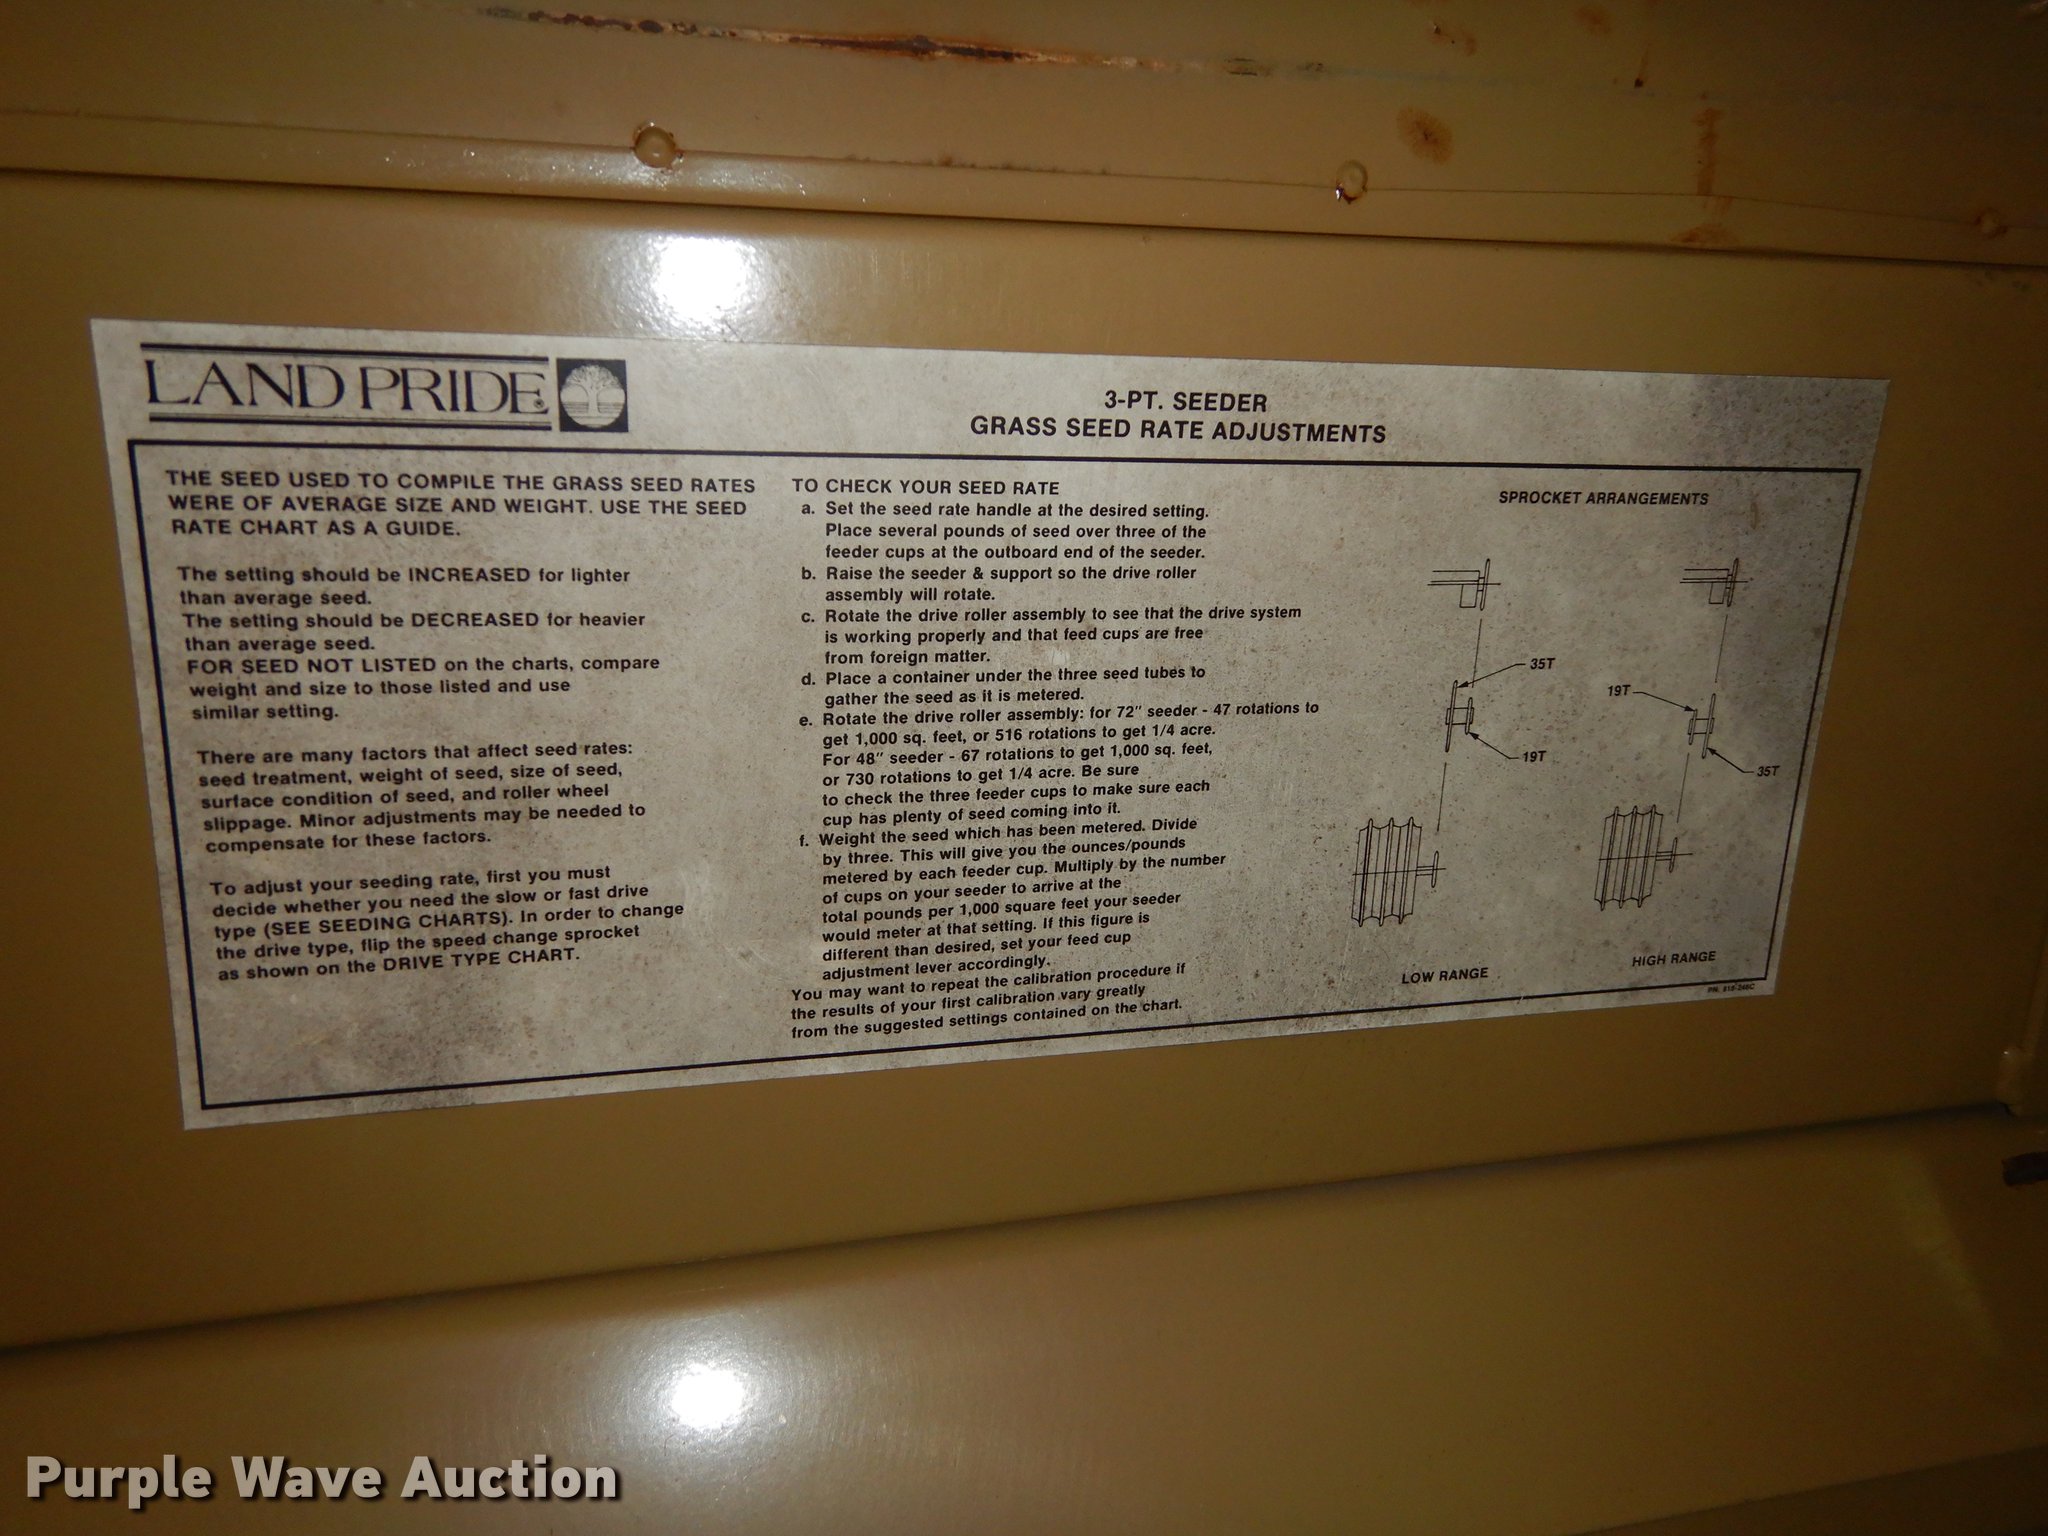 LAND PRIDE®
3-PT. SEEDER
GRASS SEED RATE ADJUSTMENTS
THE SEED USED TO COMPILE THE GRASS SEED RATES
WERE OF AVERAGE SIZE AND WEIGHT. USE THE SEED
RATE CHART AS A GUIDE.
The setting should be INCREASED for lighter
than average seed.
The setting should be DECREASED for heavier
than average seed.
FOR SEED NOT LISTED on the charts, compare
weight and size to those listed and use
similar setting.
There are many factors that affect seed rates:
seed treatment, weight of seed, size of seed,
surface condition of seed, and roller wheel
slippage. Minor adjustments may be needed to
compensate for these factors.
To adjust your seeding rate, first you must
decide whether you need the slow or fast drive
type (SEE SEEDING CHARTS). In order to change
the drive type, flip the speed change sprocket
as shown on the DRIVE TYPE CHART.
TO CHECK YOUR SEED RATE
a. Set the seed rate handle at the desired setting.
Place several pounds of seed over three of the
feeder cups at the outboard end of the seeder.
b. Raise the seeder & support so the drive roller
assembly will rotate.
c. Rotate the drive roller assembly to see that the drive system
is working properly and that feed cups are free
from foreign matter.
d. Place a container under the three seed tubes to
gather the seed as it is metered.
e. Rotate the drive roller assembly: for 72" seeder - 47 rotations to
get 1,000 sq. feet, or 516 rotations to get 1/4 acre.
For 48" seeder - 67 rotations to get 1,000 sq. feet,
or 730 rotations to get 1/4 acre. Be sure
to check the three feeder cups to make sure each
cup has plenty of seed coming into it.
f. Weight the seed which has been metered. Divide
by three. This will give you the ounces/pounds
metered by each feeder cup. Multiply by the number
of cups on your seeder to arrive at the
total pounds per 1,000 square feet your seeder
would meter at that setting. If this figure is
different than desired, set your feed cup
adjustment lever accordingly.
You may want to repeat the calibration procedure if
the results of your first calibration vary greatly
from the suggested settings contained on the chart.
SPROCKET ARRANGEMENTS
35T
19T
19T
35T
LOW RANGE
HIGH RANGE
Purple Wave Auction